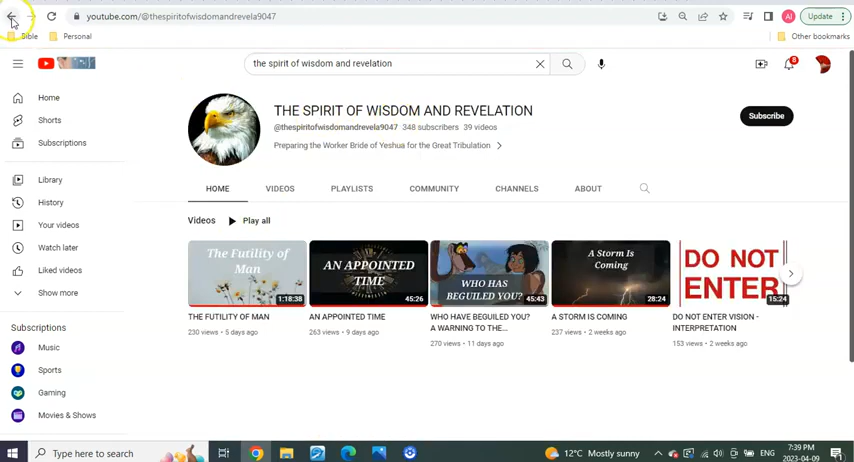 youtube.com/@thespiritofwisdomandrevela9047
AI
Update
Bible
Personal
Other bookmarks
the spirit of wisdom and revelation
8
Home
Shorts
Subscriptions
Library
History
Your videos
Watch later
Liked videos
Show more
Subscriptions
Music
Sports
Gaming
Movies & Shows
THE SPIRIT OF WISDOM AND REVELATION
@thespiritofwisdomandrevela9047 348 subscribers 39 videos
Preparing the Worker Bride of Yeshua for the Great Tribulation
Subscribe
HOME VIDEOS PLAYLISTS COMMUNITY CHANNELS ABOUT
Videos Play all
The Futility of
Man
1:18:38
THE FUTILITY OF MAN
230 views • 5 days ago
AN APPOINTED
TIME
45:26
AN APPOINTED TIME
263 views • 9 days ago
WHO HAS
BEGUILED YOU?
45:43
WHO HAVE BEGUILED YOU?
A WARNING TO THE...
270 views • 11 days ago
A Storm Is
Coming
28:24
A STORM IS COMING
237 views • 2 weeks ago
DO NOT
ENTER
15:24
DO NOT ENTER VISION -
INTERPRETATION
153 views • 2 weeks ago
Type here to search
12°C Mostly sunny
ENG
7:39 PM
2023-04-09